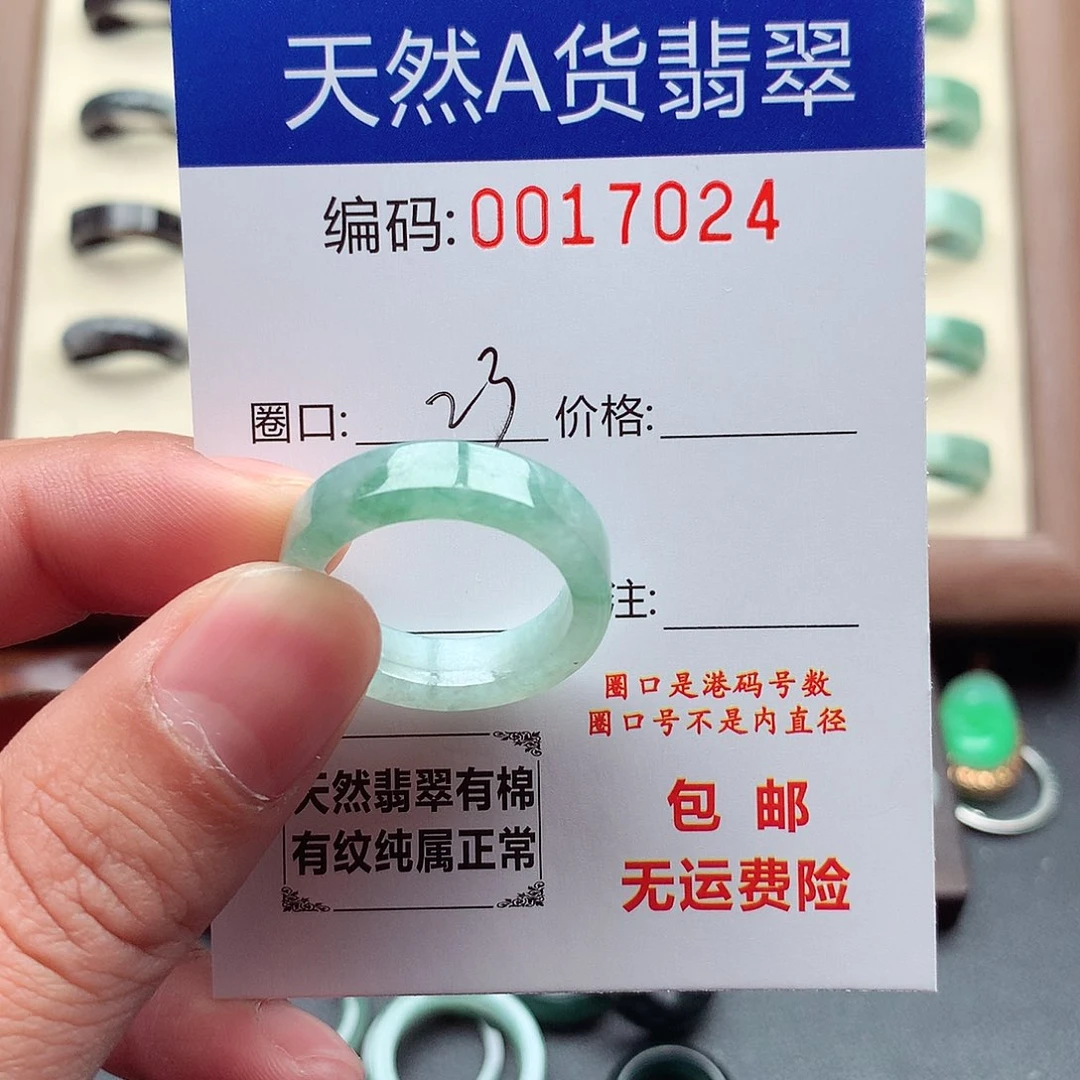 天然A货翡翠
编码:0017024
圈口: 23 价格:
注:
圈口是港码号数
圈口号不是内直径
天然翡翠有棉
有纹纯属正常
包 邮
无运费险